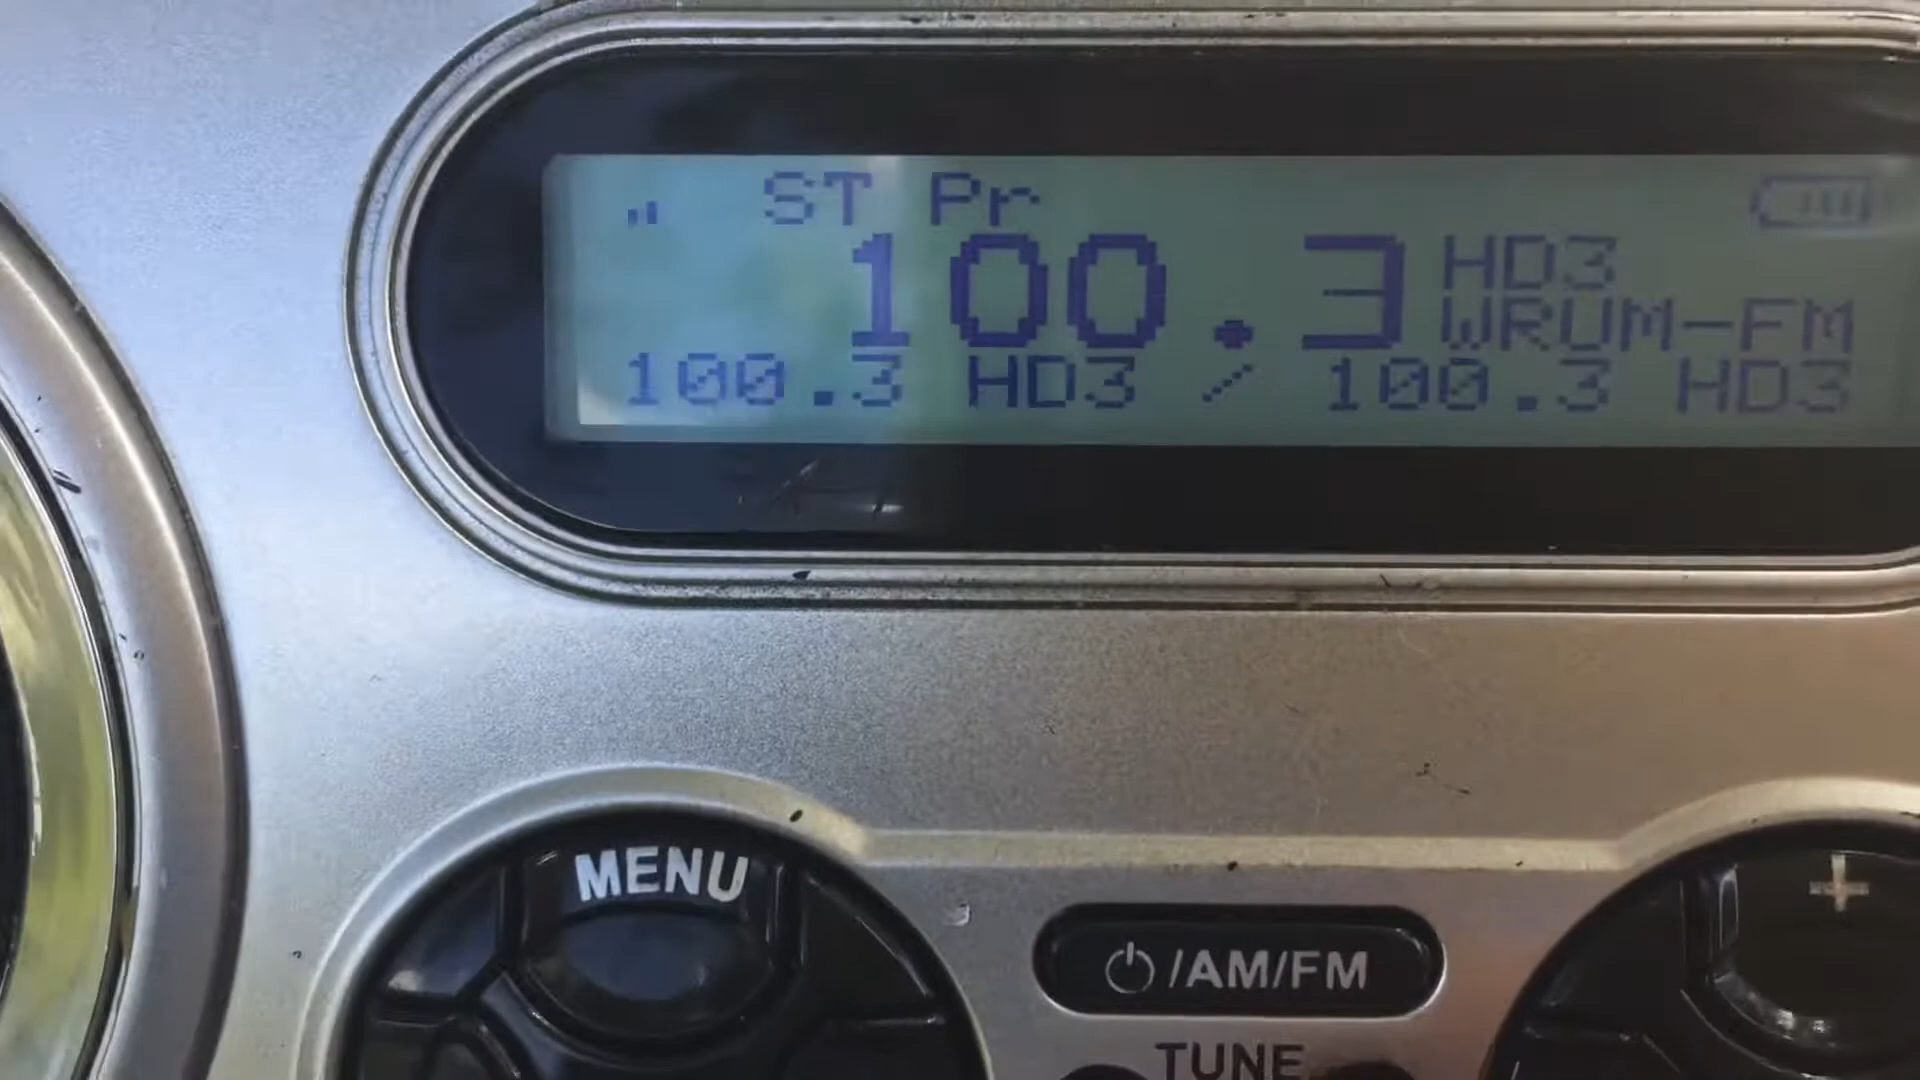 ST Pr
100.3 HD3
WRUM-FM
100.3 HD3 / 100.3 HD3
MENU
/AM/FM
+
TUNE